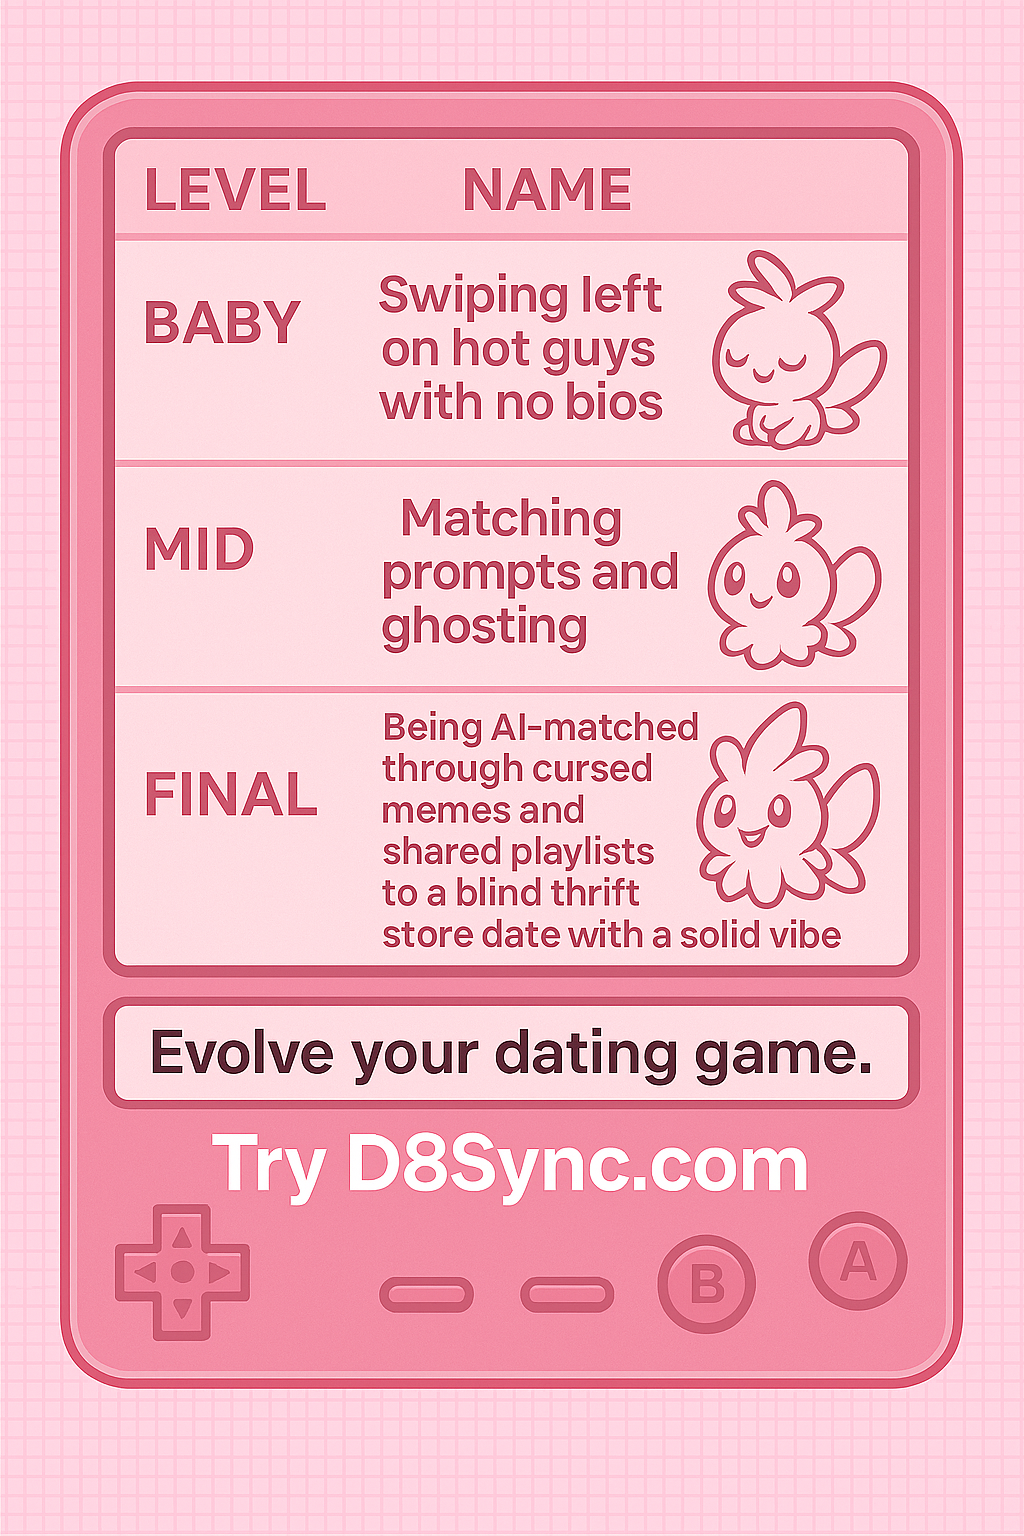 LEVEL NAME
BABY
Swiping left
on hot guys
with no bios
MID
Matching
prompts and
ghosting
FINAL
Being AI-matched
through cursed
memes and
shared playlists
to a blind thrift
store date with a solid vibe
Evolve your dating game.
Try D8Sync.com
B
A